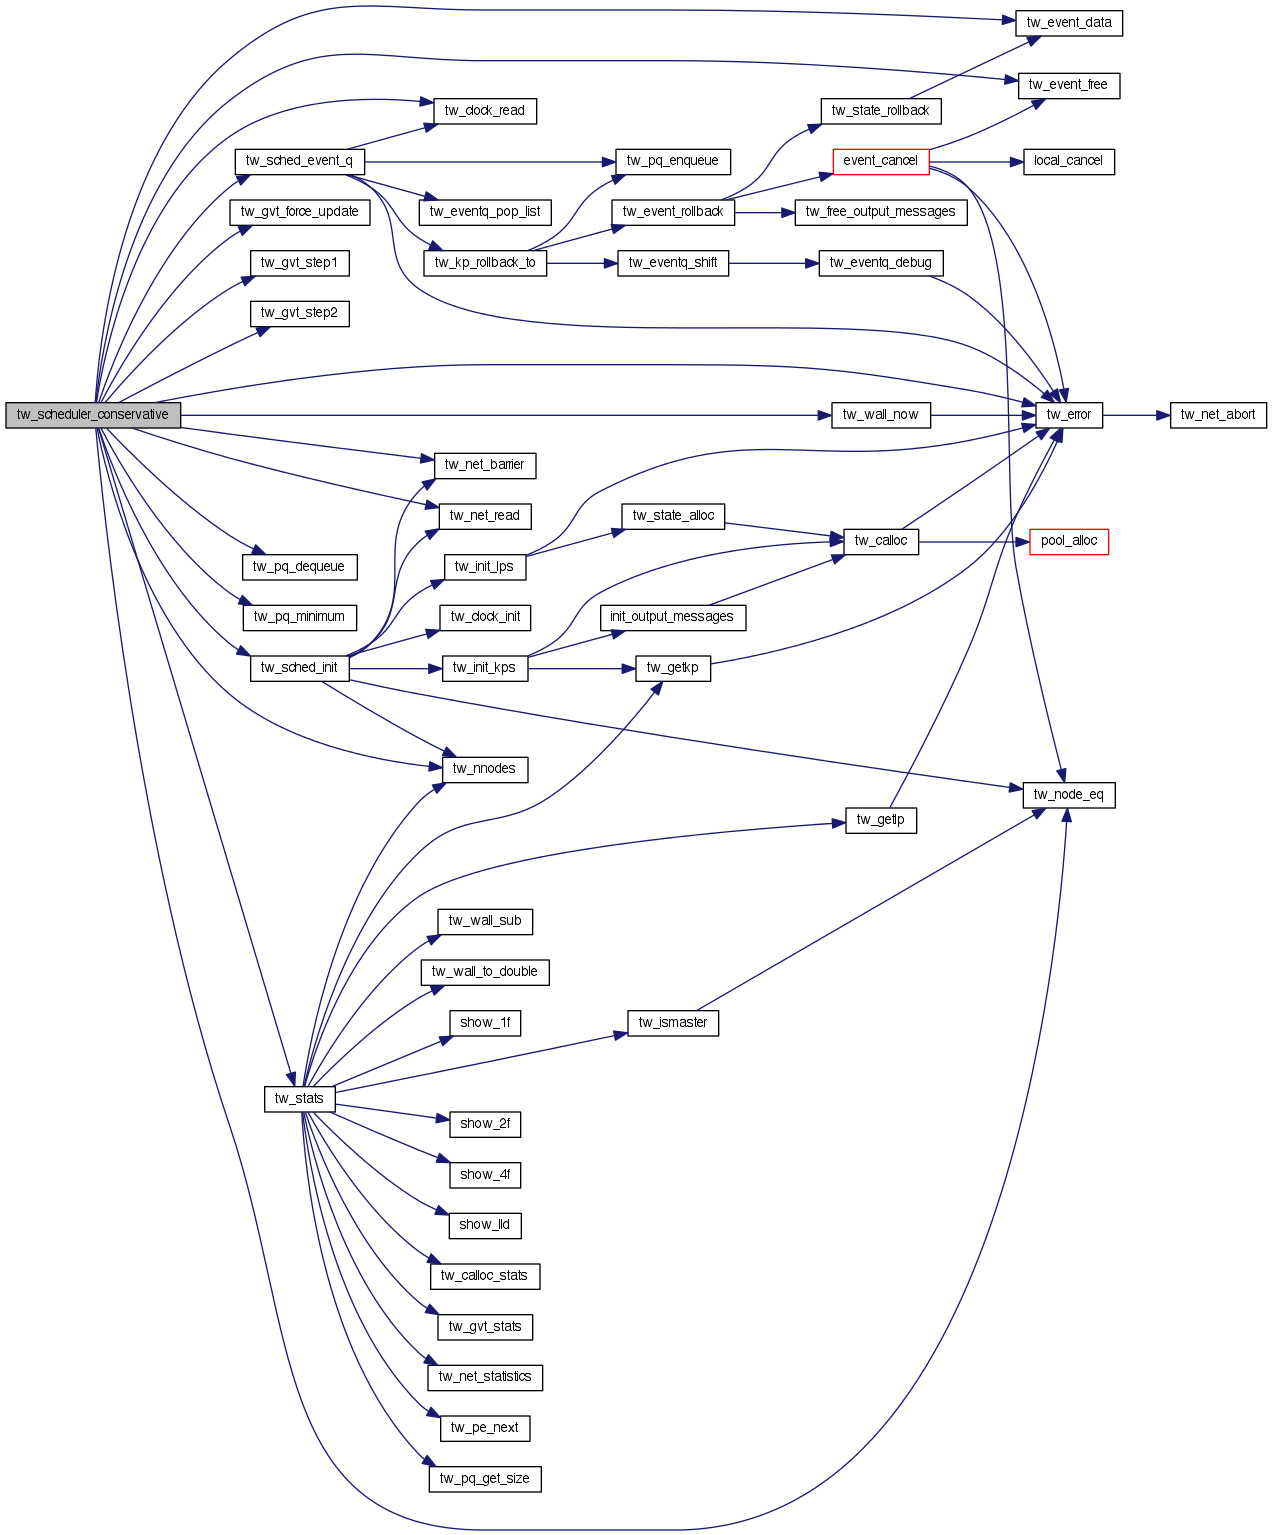 tw_event_data
tw_event_free
tw_clock_read
tw_state_rollback
tw_sched_event_q
tw_pq_enqueue
event_cancel
local_cancel
tw_gvt_force_update
tw_eventq_pop_list
tw_event_rollback
tw_free_output_messages
tw_gvt_step1
tw_kp_rollback_to
tw_eventq_shift
tw_eventq_debug
tw_gvt_step2
tw_scheduler_conservative
tw_wall_now
tw_error
tw_net_abort
tw_net_barrier
tw_net_read
tw_state_alloc
tw_calloc
pool_alloc
tw_pq_dequeue
tw_init_lps
tw_pq_minimum
tw_clock_init
init_output_messages
tw_sched_init
tw_init_kps
tw_getkp
tw_nnodes
tw_node_eq
tw_getlp
tw_wall_sub
tw_wall_to_double
show_1f
tw_ismaster
tw_stats
show_2f
show_4f
show_lld
tw_calloc_stats
tw_gvt_stats
tw_net_statistics
tw_pe_next
tw_pq_get_size